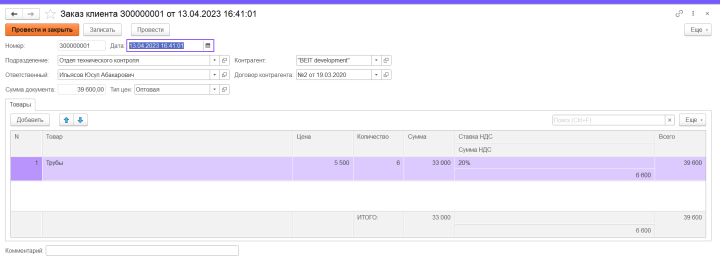 Заказ клиента 300000001 от 13.04.2023 16:41:01
Провести и закрыть Записать Провести Еще
Номер: 300000001 Дата: 13.04.2023 16:41:01
Подразделение: Отдел технического контроля Контрагент: "BEIT development"
Ответственный: Ильясов Юсуп Абакарович Договор контрагента: №2 от 19.03.2020
Сумма документа: 39 600,00 Тип цен: Оптовая
Товары
Добавить Поиск (Ctrl+F) × Еще
N Товар Цена Количество Сумма Ставка НДС Всего
Сумма НДС
1 Трубы 5 500 6 33 000 20% 39 600
6 600
ИТОГО: 33 000 39 600
6 600
Комментарий: